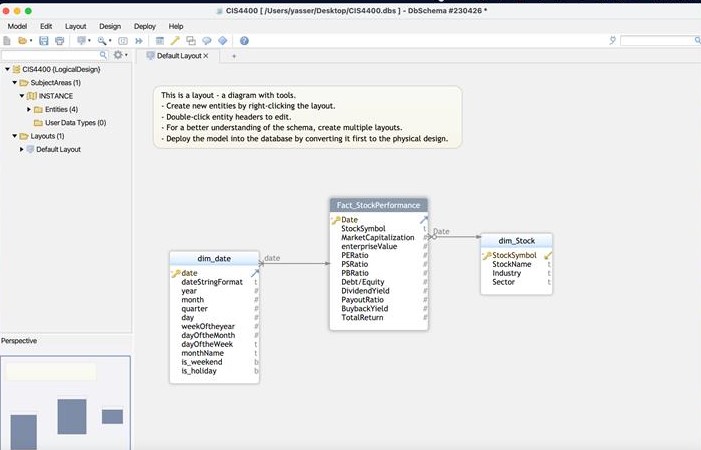 CIS4400 [ /Users/yasser/Desktop/CIS4400.dbs ] - DbSchema #230426 *
Model Edit Layout Design Deploy Help
Default Layout × +
CIS4400 {LogicalDesign}
SubjectAreas (1)
INSTANCE
Entities (4)
User Data Types (0)
Layouts (1)
Default Layout
Perspective
This is a layout - a diagram with tools.
- Create new entities by right-clicking the layout.
- Double-click entity headers to edit.
- For a better understanding of the schema, create multiple layouts.
- Deploy the model into the database by converting it first to the physical design.
dim_date
date
dateStringFormat t
year #
month #
quarter #
day #
weekOftheyear #
dayOftheMonth #
dayOftheWeek t
monthName t
is_weekend b
is_holiday b
date
Fact_StockPerformance
Date
StockSymbol t
MarketCapitalization #
enterpriseValue #
PERatio #
PSRatio #
PBRatio #
Debt/Equity #
DividendYield #
PayoutRatio #
BuybackYield #
TotalReturn #
Date
dim_Stock
StockSymbol
StockName t
Industry t
Sector t